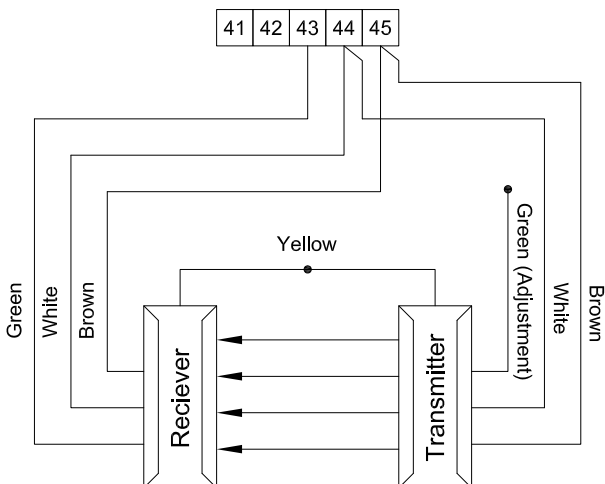 41 42 43 44 45
Yellow
Green
White
Brown
Reciever
Transmitter
Green (Adjustment)
White
Brown